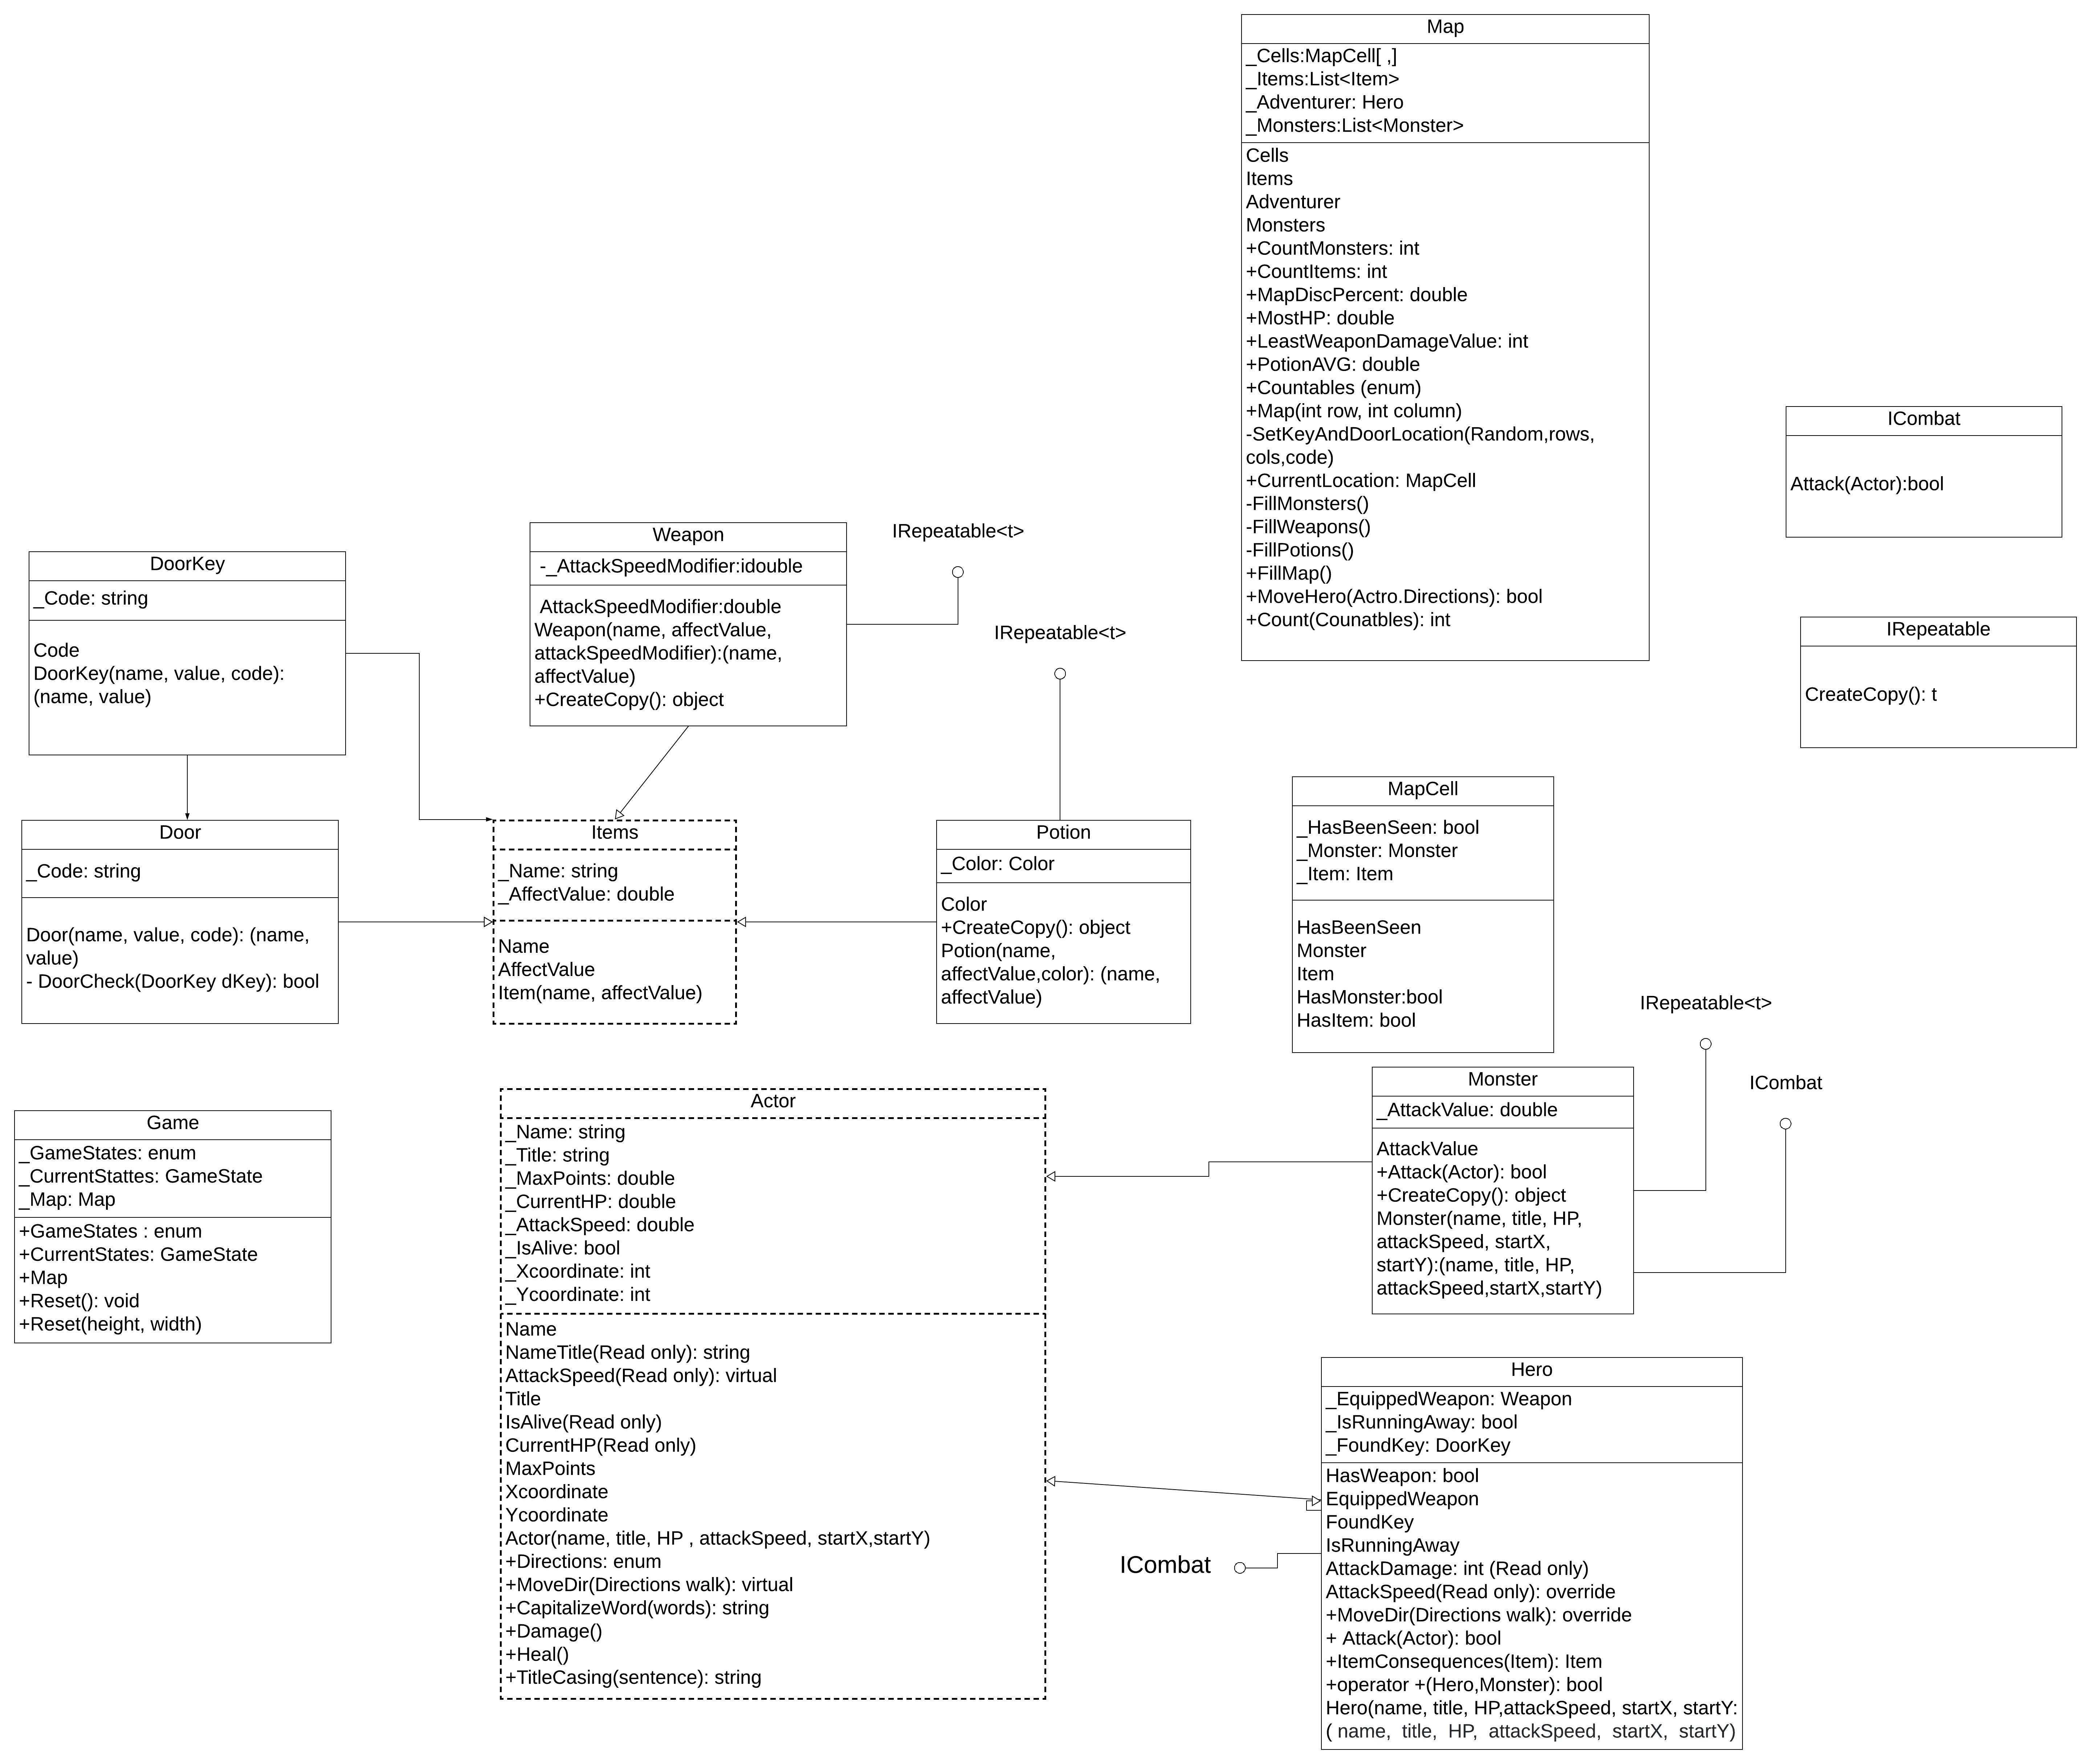 Map
_Cells:MapCell[ ,]
_Items:List<Item>
_Adventurer: Hero
_Monsters:List<Monster>
Cells
Items
Adventurer
Monsters
+CountMonsters: int
+CountItems: int
+MapDiscPercent: double
+MostHP: double
+LeastWeaponDamageValue: int
+PotionAVG: double
+Countables (enum)
+Map(int row, int column)
-SetKeyAndDoorLocation(Random,rows,
cols,code)
+CurrentLocation: MapCell
-FillMonsters()
-FillWeapons()
-FillPotions()
+FillMap()
+MoveHero(Actro.Directions): bool
+Count(Counatbles): int
ICombat
Attack(Actor):bool
IRepeatable
CreateCopy(): t
DoorKey
_Code: string
Code
DoorKey(name, value, code):
(name, value)
Weapon
-_AttackSpeedModifier:idouble
AttackSpeedModifier:double
Weapon(name, affectValue,
attackSpeedModifier):(name,
affectValue)
+CreateCopy(): object
IRepeatable<t>
IRepeatable<t>
Door
_Code: string
Door(name, value, code): (name,
value)
- DoorCheck(DoorKey dKey): bool
Items
_Name: string
_AffectValue: double
Name
AffectValue
Item(name, affectValue)
Potion
_Color: Color
Color
+CreateCopy(): object
Potion(name,
affectValue,color): (name,
affectValue)
MapCell
_HasBeenSeen: bool
_Monster: Monster
_Item: Item
HasBeenSeen
Monster
Item
HasMonster:bool
HasItem: bool
IRepeatable<t>
ICombat
Monster
_AttackValue: double
AttackValue
+Attack(Actor): bool
+CreateCopy(): object
Monster(name, title, HP,
attackSpeed, startX,
startY):(name, title, HP,
attackSpeed,startX,startY)
Game
_GameStates: enum
_CurrentStattes: GameState
_Map: Map
+GameStates : enum
+CurrentStates: GameState
+Map
+Reset(): void
+Reset(height, width)
Actor
_Name: string
_Title: string
_MaxPoints: double
_CurrentHP: double
_AttackSpeed: double
_IsAlive: bool
_Xcoordinate: int
_Ycoordinate: int
Name
NameTitle(Read only): string
AttackSpeed(Read only): virtual
Title
IsAlive(Read only)
CurrentHP(Read only)
MaxPoints
Xcoordinate
Ycoordinate
Actor(name, title, HP , attackSpeed, startX,startY)
+Directions: enum
+MoveDir(Directions walk): virtual
+CapitalizeWord(words): string
+Damage()
+Heal()
+TitleCasing(sentence): string
ICombat
Hero
_EquippedWeapon: Weapon
_IsRunningAway: bool
_FoundKey: DoorKey
HasWeapon: bool
EquippedWeapon
FoundKey
IsRunningAway
AttackDamage: int (Read only)
AttackSpeed(Read only): override
+MoveDir(Directions walk): override
+ Attack(Actor): bool
+ItemConsequences(Item): Item
+operator +(Hero,Monster): bool
Hero(name, title, HP,attackSpeed, startX, startY:
( name, title, HP, attackSpeed, startX, startY)